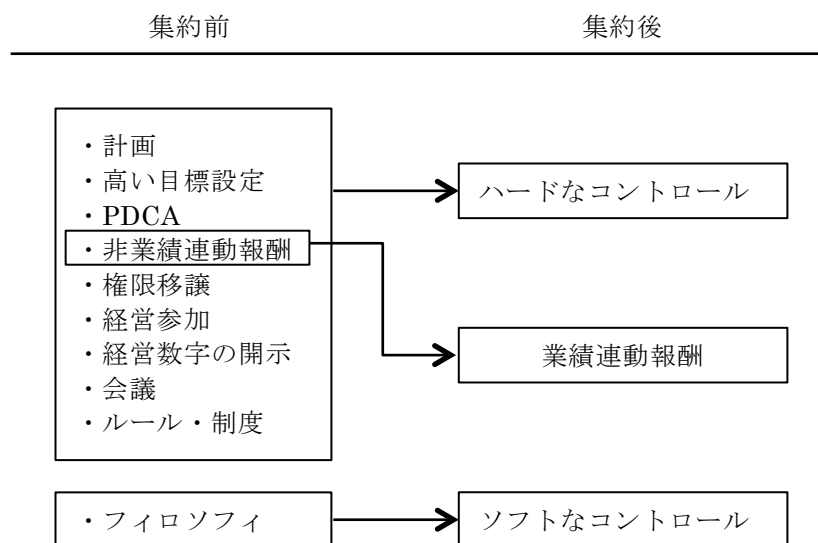 集約前 集約後
・計画
・高い目標設定
・PDCA
・非業績連動報酬
・権限移譲
・経営参加
・経営数字の開示
・会議
・ルール・制度
ハードなコントロール
業績連動報酬
・フィロソフィ
ソフトなコントロール